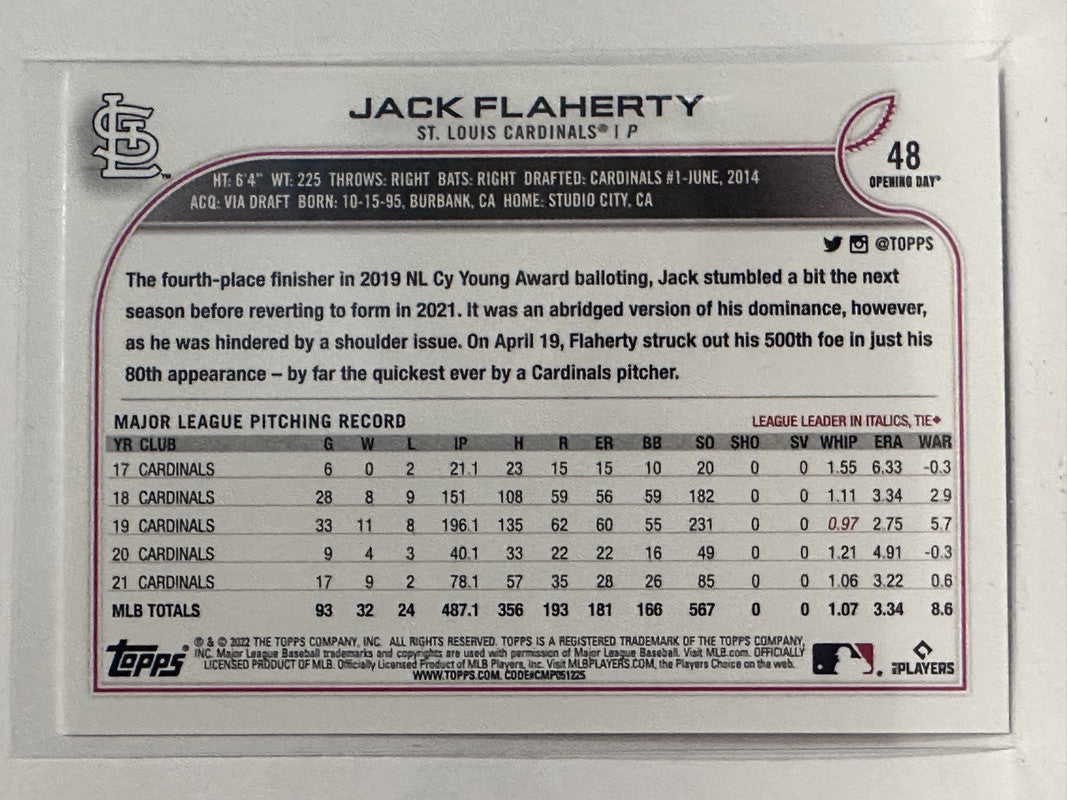 JACK FLAHERTY
ST. LOUIS CARDINALS® | P
48
OPENING DAY®
HT: 6'4" WT: 225 THROWS: RIGHT BATS: RIGHT DRAFTED: CARDINALS #1-JUNE, 2014
ACQ: VIA DRAFT BORN: 10-15-95, BURBANK, CA HOME: STUDIO CITY, CA
@TOPPS
The fourth-place finisher in 2019 NL Cy Young Award balloting, Jack stumbled a bit the next
season before reverting to form in 2021. It was an abridged version of his dominance, however,
as he was hindered by a shoulder issue. On April 19, Flaherty struck out his 500th foe in just his
80th appearance – by far the quickest ever by a Cardinals pitcher.
MAJOR LEAGUE PITCHING RECORD LEAGUE LEADER IN ITALICS, TIE♦
YR CLUB G W L IP H R ER BB SO SHO SV WHIP ERA WAR
17 CARDINALS 6 0 2 21.1 23 15 15 10 20 0 0 1.55 6.33 -0.3
18 CARDINALS 28 8 9 151 108 59 56 59 182 0 0 1.11 3.34 2.9
19 CARDINALS 33 11 8 196.1 135 62 60 55 231 0 0 0.97 2.75 5.7
20 CARDINALS 9 4 3 40.1 33 22 22 16 49 0 0 1.21 4.91 -0.3
21 CARDINALS 17 9 2 78.1 57 35 28 26 85 0 0 1.06 3.22 0.6
MLB TOTALS 93 32 24 487.1 356 193 181 166 567 0 0 1.07 3.34 8.6
Topps®
® & © 2022 THE TOPPS COMPANY, INC. ALL RIGHTS RESERVED. TOPPS IS A REGISTERED TRADEMARK OF THE TOPPS COMPANY,
INC. Major League Baseball trademarks and copyrights are used with permission of Major League Baseball. Visit MLB.com. OFFICIALLY
LICENSED PRODUCT OF MLB. Officially Licensed Product of MLB Players, Inc. Visit MLBPLAYERS.COM, the Players Choice on the web.
WWW.TOPPS.COM. CODE#CMP051225
MLBPLAYERS
STL™